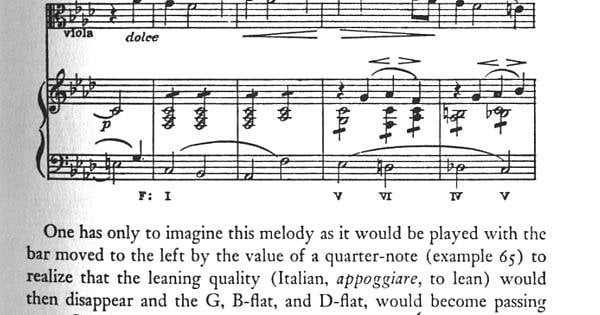 viola
dolce
p
F: I V VI IV V
One has only to imagine this melody as it would be played with the
bar moved to the left by the value of a quarter-note (example 65) to
realize that the leaning quality (Italian, appoggiare, to lean) would
then disappear and the G, B-flat, and D-flat, would become passing